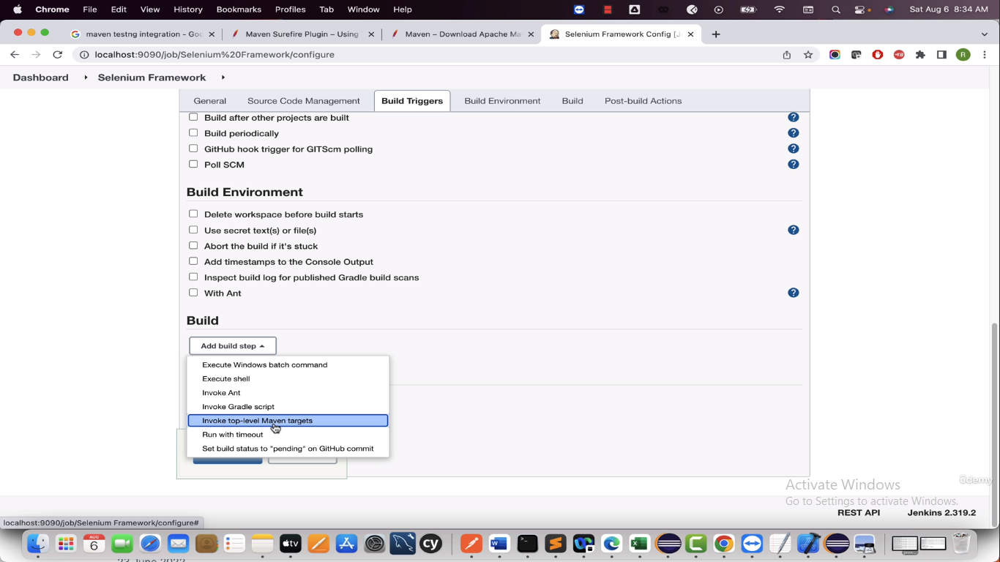 Chrome File Edit View History Bookmarks Profiles Tab Window Help Sat Aug 6 8:34 AM
maven testng integration - Goo Maven Surefire Plugin – Using Maven – Download Apache Ma Selenium Framework Config [Je
localhost:9090/job/Selenium%20Framework/configure
R
Dashboard Selenium Framework
General Source Code Management Build Triggers Build Environment Build Post-build Actions
Build after other projects are built ?
Build periodically ?
GitHub hook trigger for GITScm polling ?
Poll SCM ?
Build Environment
Delete workspace before build starts
Use secret text(s) or file(s) ?
Abort the build if it's stuck
Add timestamps to the Console Output
Inspect build log for published Gradle build scans
With Ant ?
Build
Add build step
Execute Windows batch command
Execute shell
Invoke Ant
Invoke Gradle script
Invoke top-level Maven targets
Run with timeout
Set build status to "pending" on GitHub commit
Activate Windows
ûdemy
Go to Settings to activate Windows.
REST API Jenkins 2.319.2
localhost:9090/job/Selenium Framework/configure#
AUG
6
tv
cy
23 June 2022